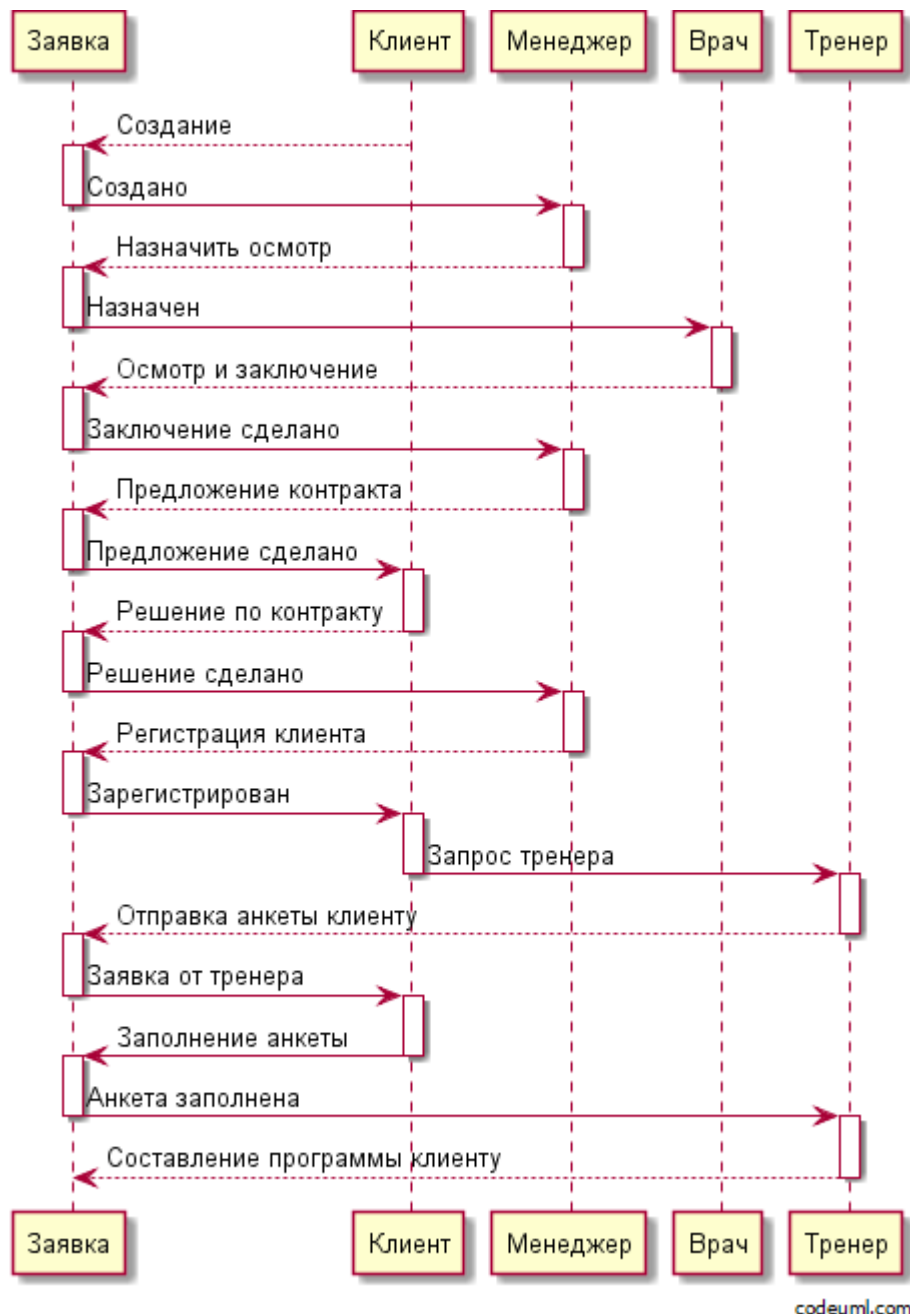 Заявка Клиент Менеджер Врач Тренер
Создание
Создано
Назначить осмотр
Назначен
Осмотр и заключение
Заключение сделано
Предложение контракта
Предложение сделано
Решение по контракту
Решение сделано
Регистрация клиента
Зарегистрирован
Запрос тренера
Отправка анкеты клиенту
Заявка от тренера
Заполнение анкеты
Анкета заполнена
Составление программы клиенту
Заявка Клиент Менеджер Врач Тренер
codeuml.com